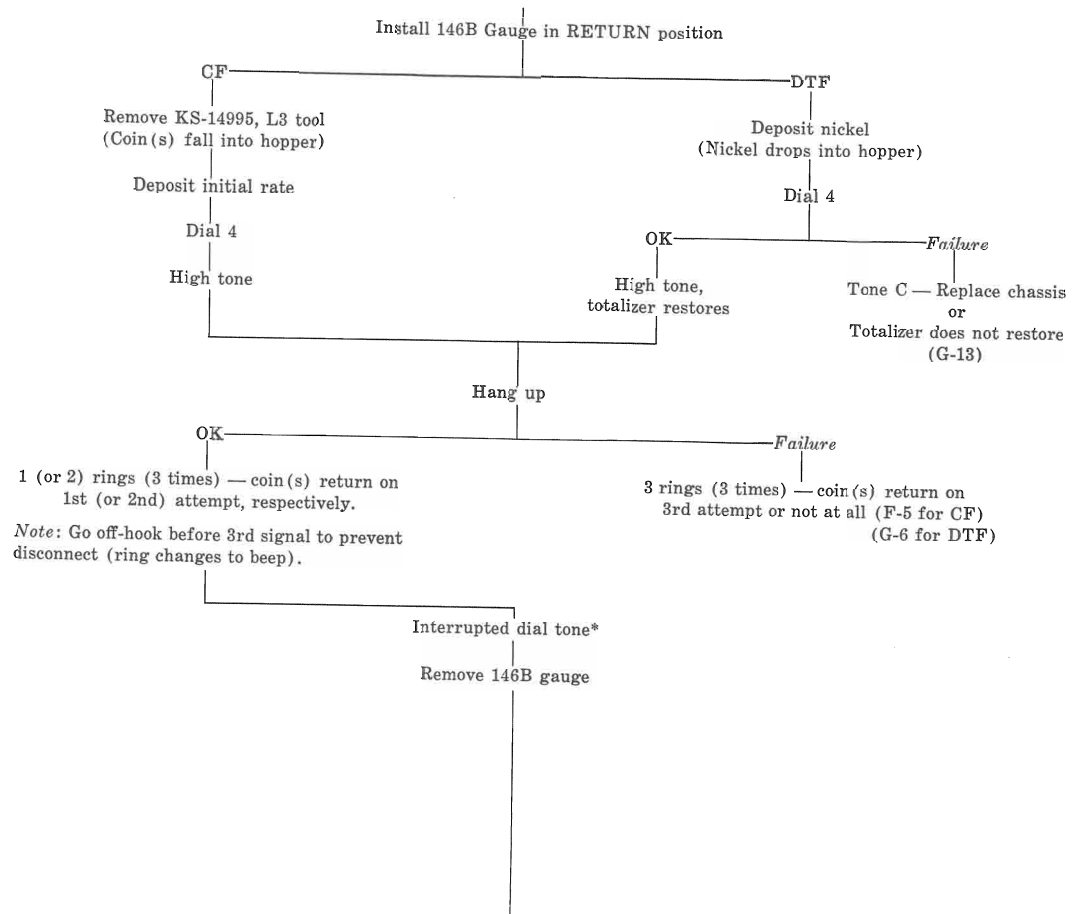 Install 146B Gauge in RETURN position
CF
DTF
Remove KS-14995, L3 tool
(Coin(s) fall into hopper)
Deposit nickel
(Nickel drops into hopper)
Deposit initial rate
Dial 4
Dial 4
OK
Failure
High tone
High tone,
totalizer restores
Tone C — Replace chassis
or
Totalizer does not restore
(G-13)
Hang up
OK
Failure
1 (or 2) rings (3 times) — coin(s) return on
1st (or 2nd) attempt, respectively.
3 rings (3 times) — coin(s) return on
3rd attempt or not at all (F-5 for CF)
(G-6 for DTF)
Note: Go off-hook before 3rd signal to prevent
disconnect (ring changes to beep).
Interrupted dial tone*
Remove 146B gauge